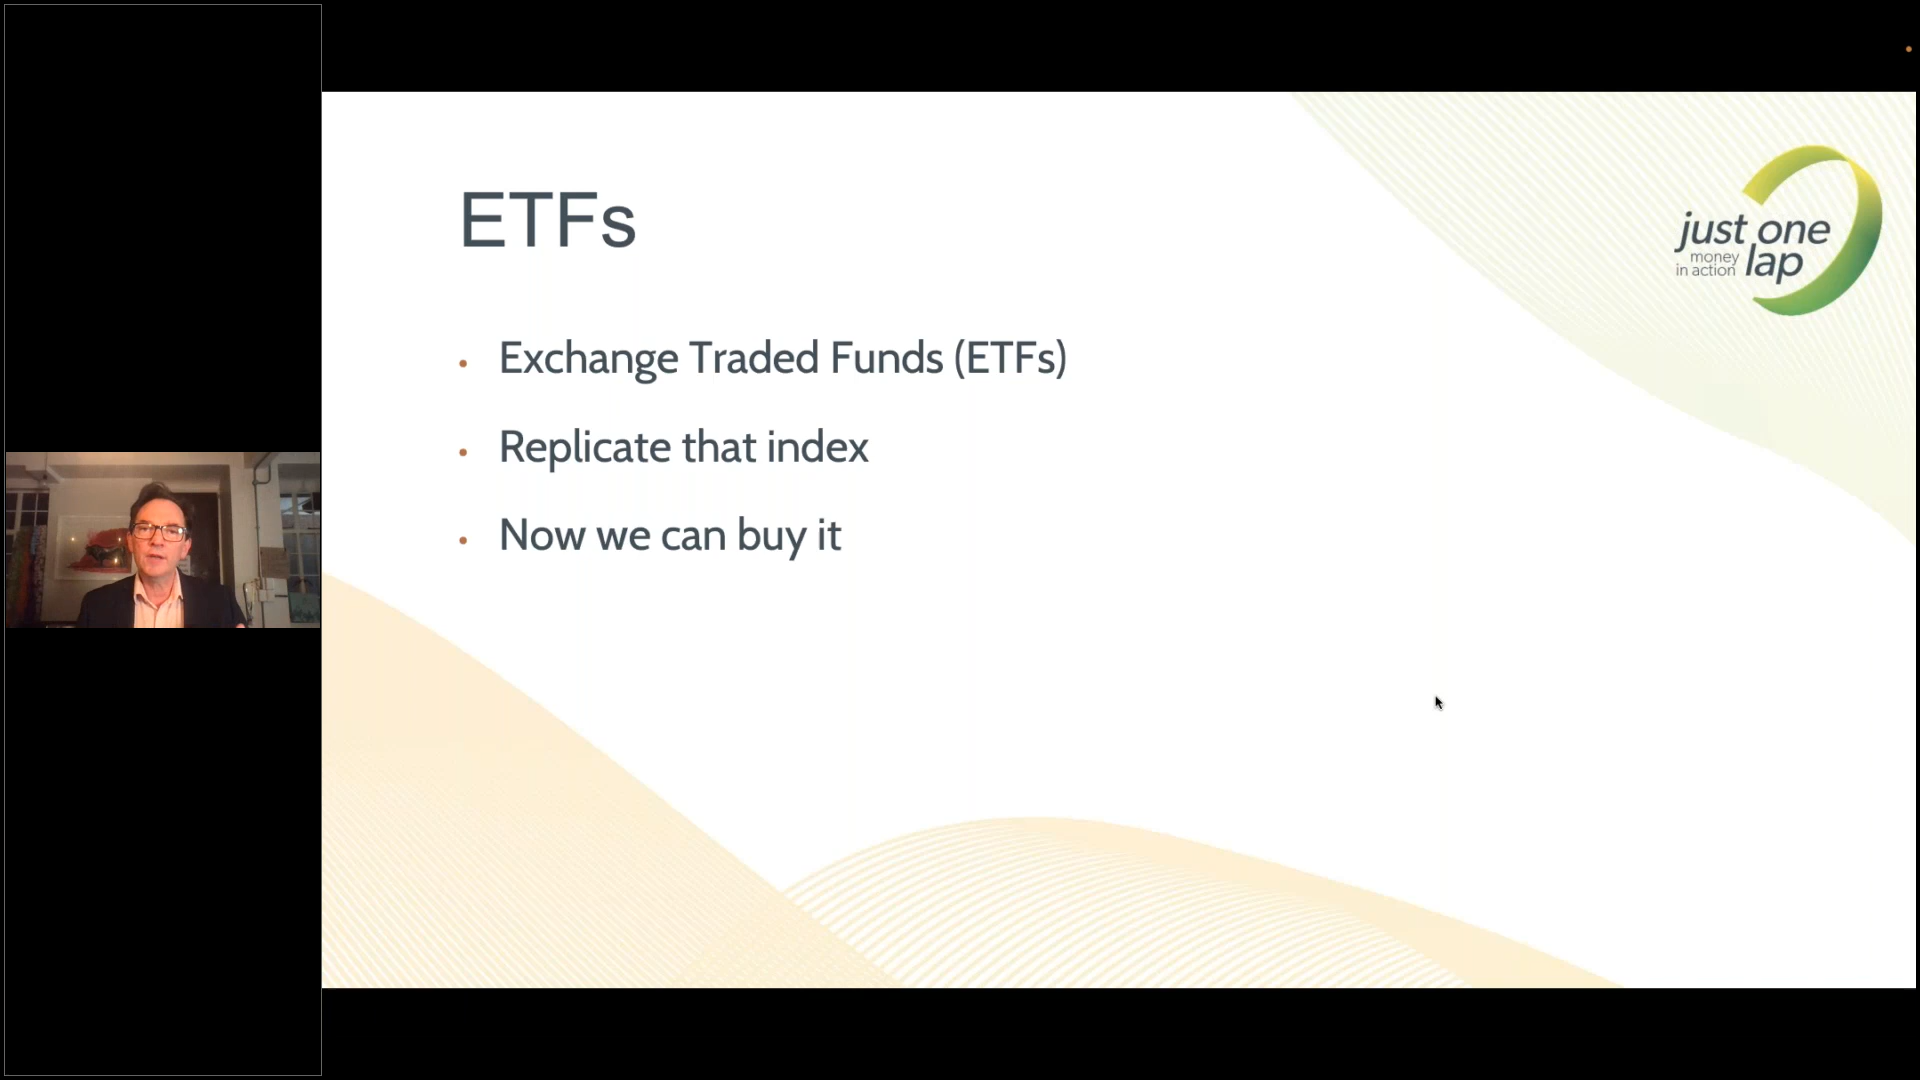 ETFs
just one
money
in action
lap
• Exchange Traded Funds (ETFs)
• Replicate that index
• Now we can buy it